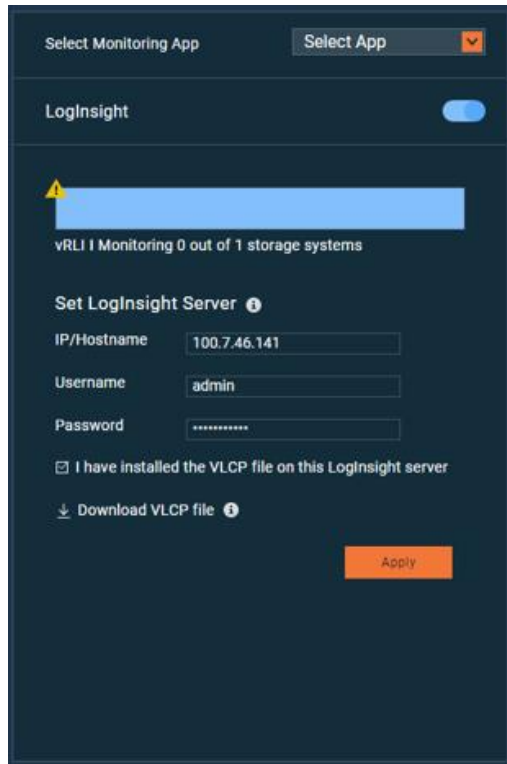 Select Monitoring App Select App
LogInsight
vRLI I Monitoring 0 out of 1 storage systems
Set LogInsight Server
IP/Hostname 100.7.46.141
Username admin
Password •••••••••••
I have installed the VLCP file on this LogInsight server
Download VLCP file
Apply